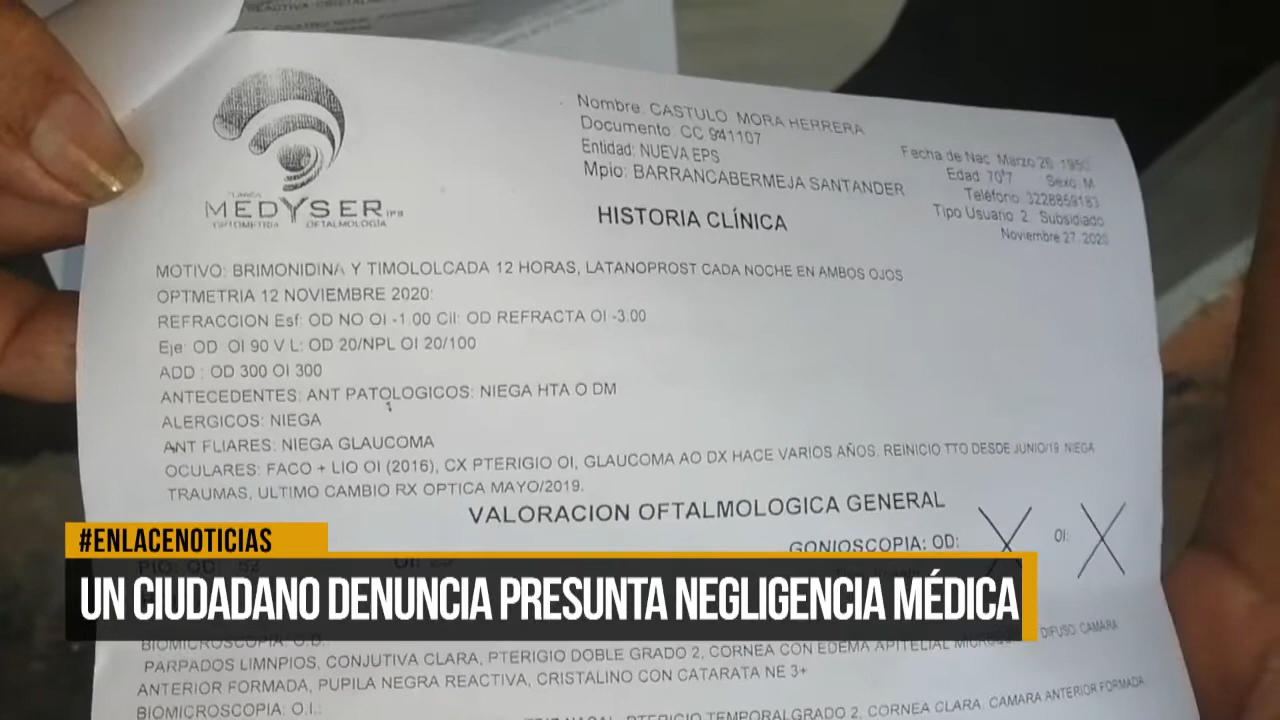 Nombre: CASTULO MORA HERRERA
Documento: CC 941107
Entidad: NUEVA EPS
Mpio: BARRANCABERMEJA SANTANDER
Fecha de Nac: Marzo 26, 1950
Edad: 70*7 Sexo: M
Teléfono: 3228859183
Tipo Usuario 2. Subsidiado
Noviembre 27, 2020
MEDYSER IPS
OPTOMETRIA OFTALMOLOGÍA
HISTORIA CLÍNICA
MOTIVO: BRIMONIDINA Y TIMOLOLCADA 12 HORAS, LATANOPROST CADA NOCHE EN AMBOS OJOS
OPTMETRIA 12 NOVIEMBRE 2020:
REFRACCION Esf: OD NO OI -1.00 Cil: OD REFRACTA OI -3.00
Eje: OD OI 90 V L: OD 20/NPL OI 20/100
ADD : OD 300 OI 300
ANTECEDENTES: ANT PATOLOGICOS: NIEGA HTA O DM
ALERGICOS: NIEGA
ANT FLIARES: NIEGA GLAUCOMA
OCULARES: FACO + LIO OI (2016), CX PTERIGIO OI, GLAUCOMA AO DX HACE VARIOS AÑOS. REINICIO TTO DESDE JUNIO/19. NIEGA
TRAUMAS, ULTIMO CAMBIO RX OPTICA MAYO/2019.
VALORACION OFTALMOLOGICA GENERAL
GONIOSCOPIA: OD: OI:
#ENLACENOTICIAS
PIO: OD: 52 OI:
UN CIUDADANO DENUNCIA PRESUNTA NEGLIGENCIA MÉDICA
BIOMICROSCOPIA: O.D.:
PARPADOS LIMNPIOS, CONJUTIVA CLARA, PTERIGIO DOBLE GRADO 2, CORNEA CON EDEMA APITELIAL DIFUSO. CAMARA
ANTERIOR FORMADA, PUPILA NEGRA REACTIVA, CRISTALINO CON CATARATA NE 3+
BIOMICROSCOPIA: O.I.:
PTERIGIO TEMPORALGRADO 2, CORNEA CLARA, CAMARA ANTERIOR FORMADA,